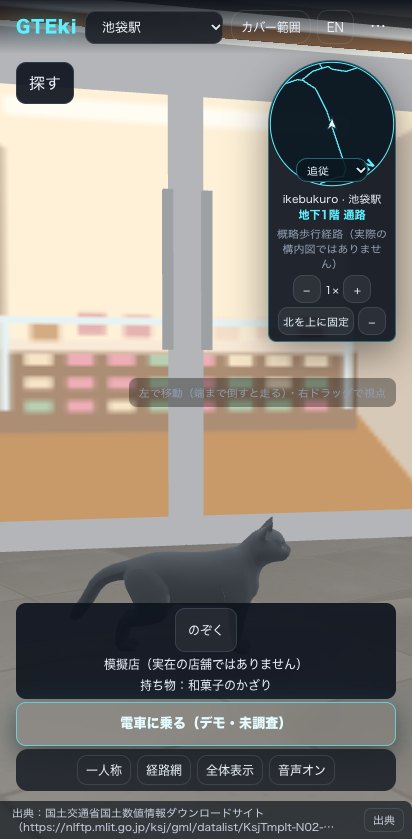 GTEki
池袋駅
カバー範囲
EN
…
探す
追従
N
ikebukuro · 池袋駅
地下1階 通路
概略歩行経路（実際の
構内図ではありませ
ん）
− 1× +
北を上に固定 −
左で移動（端まで倒すと走る）・右ドラッグで視点
のぞく
模擬店（実在の店舗ではありません）
持ち物：和菓子のかざり
電車に乗る（デモ・未調査）
一人称 経路網 全体表示 音声オン
出典：国土交通省国土数値情報ダウンロードサイト
（https://nlftp.mlit.go.jp/ksj/gml/datalist/KsjTmplt-N02-…
出典